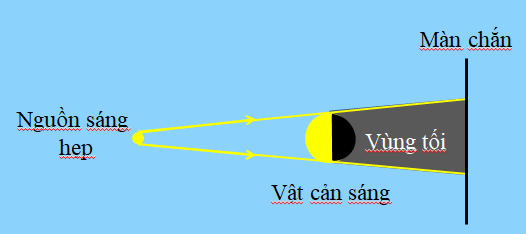 Màn chắn
Nguồn sáng
hẹp
Vùng tối
Vật cản sáng